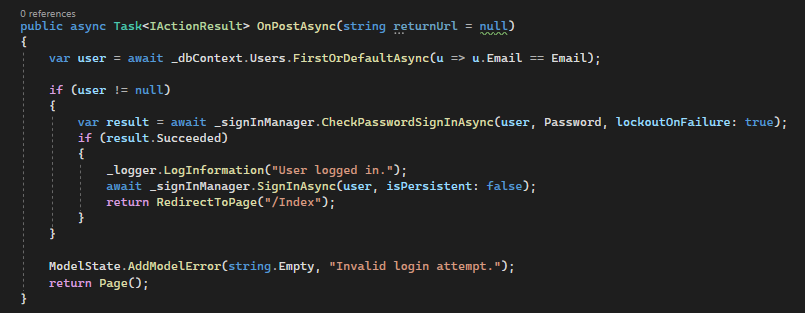 0 references
public async Task<IActionResult> OnPostAsync(string returnUrl = null)
{
    var user = await _dbContext.Users.FirstOrDefaultAsync(u => u.Email == Email);

    if (user != null)
    {
        var result = await _signInManager.CheckPasswordSignInAsync(user, Password, lockoutOnFailure: true);
        if (result.Succeeded)
        {
            _logger.LogInformation("User logged in.");
            await _signInManager.SignInAsync(user, isPersistent: false);
            return RedirectToPage("/Index");
        }
    }

    ModelState.AddModelError(string.Empty, "Invalid login attempt.");
    return Page();
}